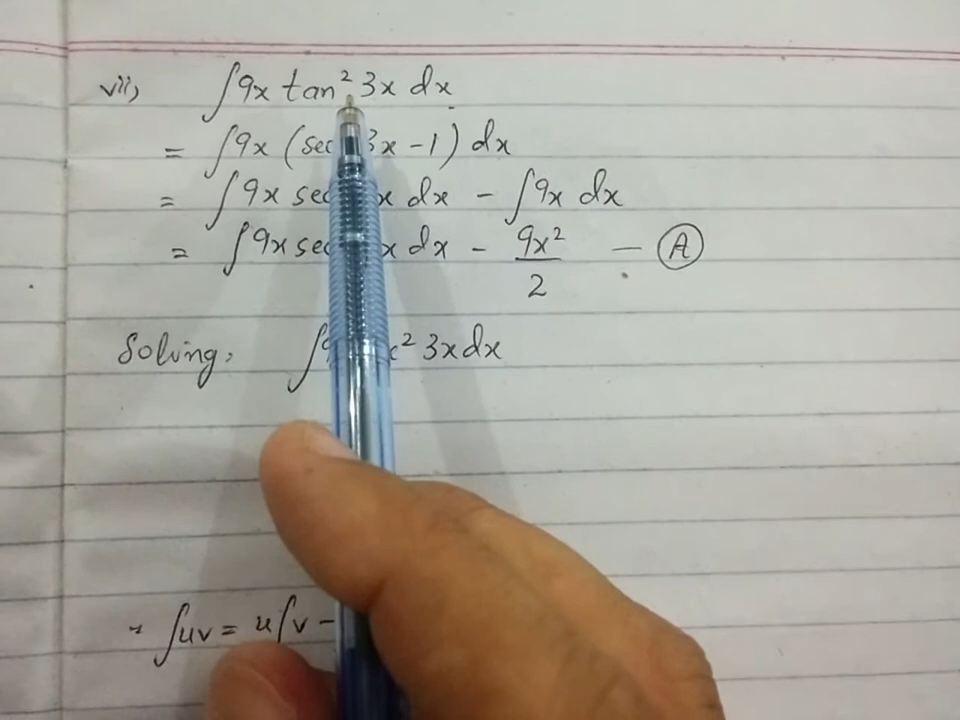 vii, ∫9x tan² 3x dx
= ∫9x (sec 3x - 1) dx
= ∫9x sec x dx - ∫9x dx
= ∫9x sec x dx - 9x²/2 — Ⓐ
Solving, ∫ ² 3x dx
∫uv = u∫v -